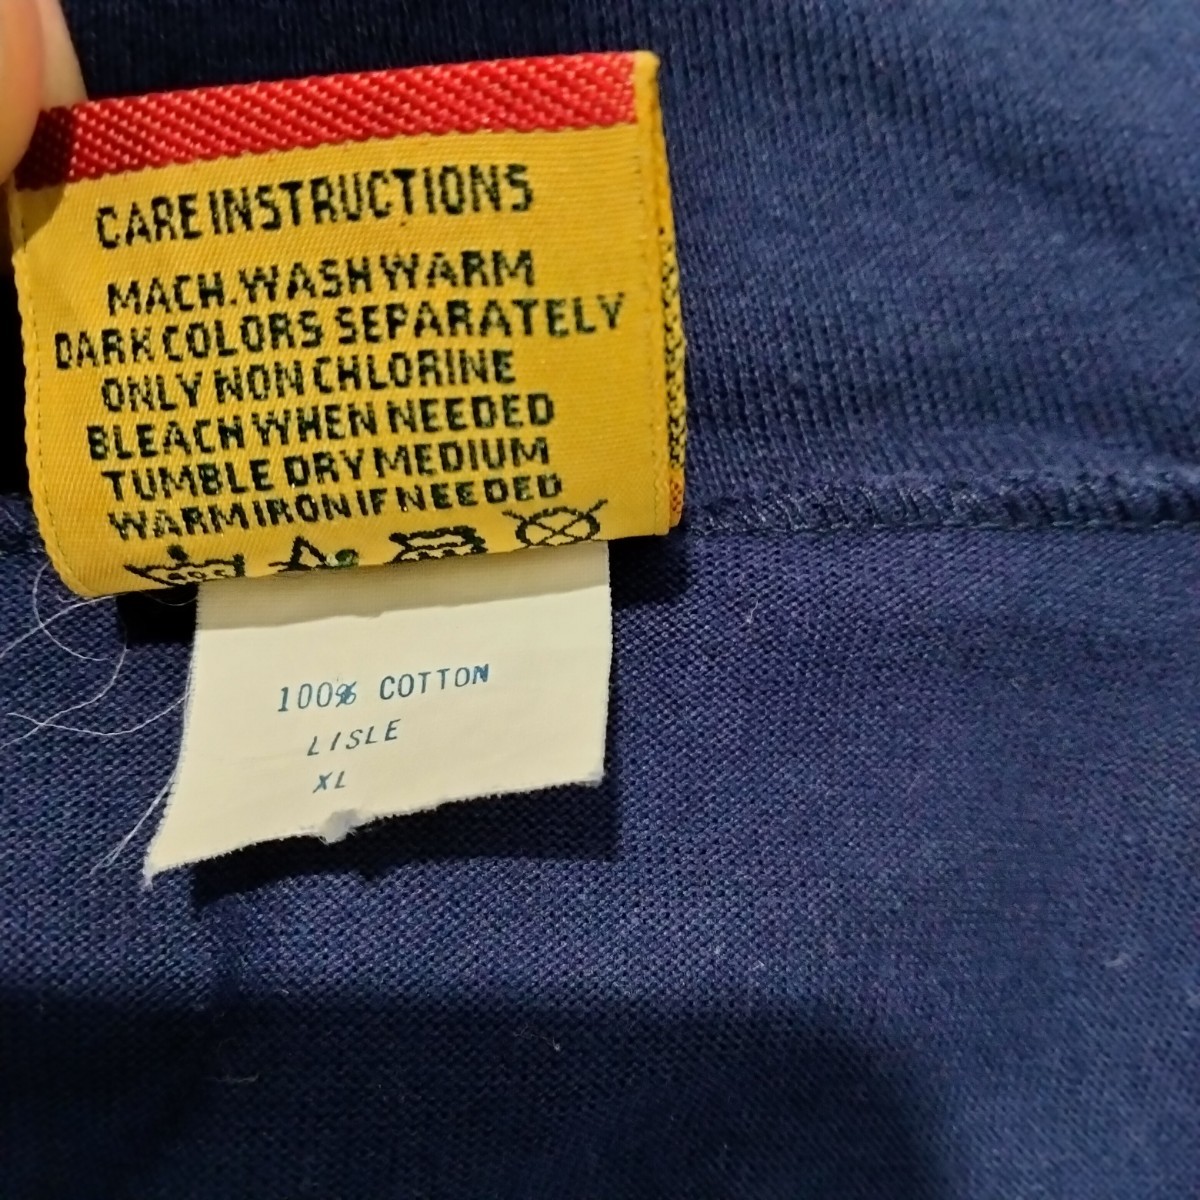 CARE INSTRUCTIONS
MACH. WASH WARM
DARK COLORS SEPARATELY
ONLY NON CHLORINE
BLEACH WHEN NEEDED
TUMBLE DRY MEDIUM
WARM IRON IF NEEDED
100% COTTON
LISLE
XL